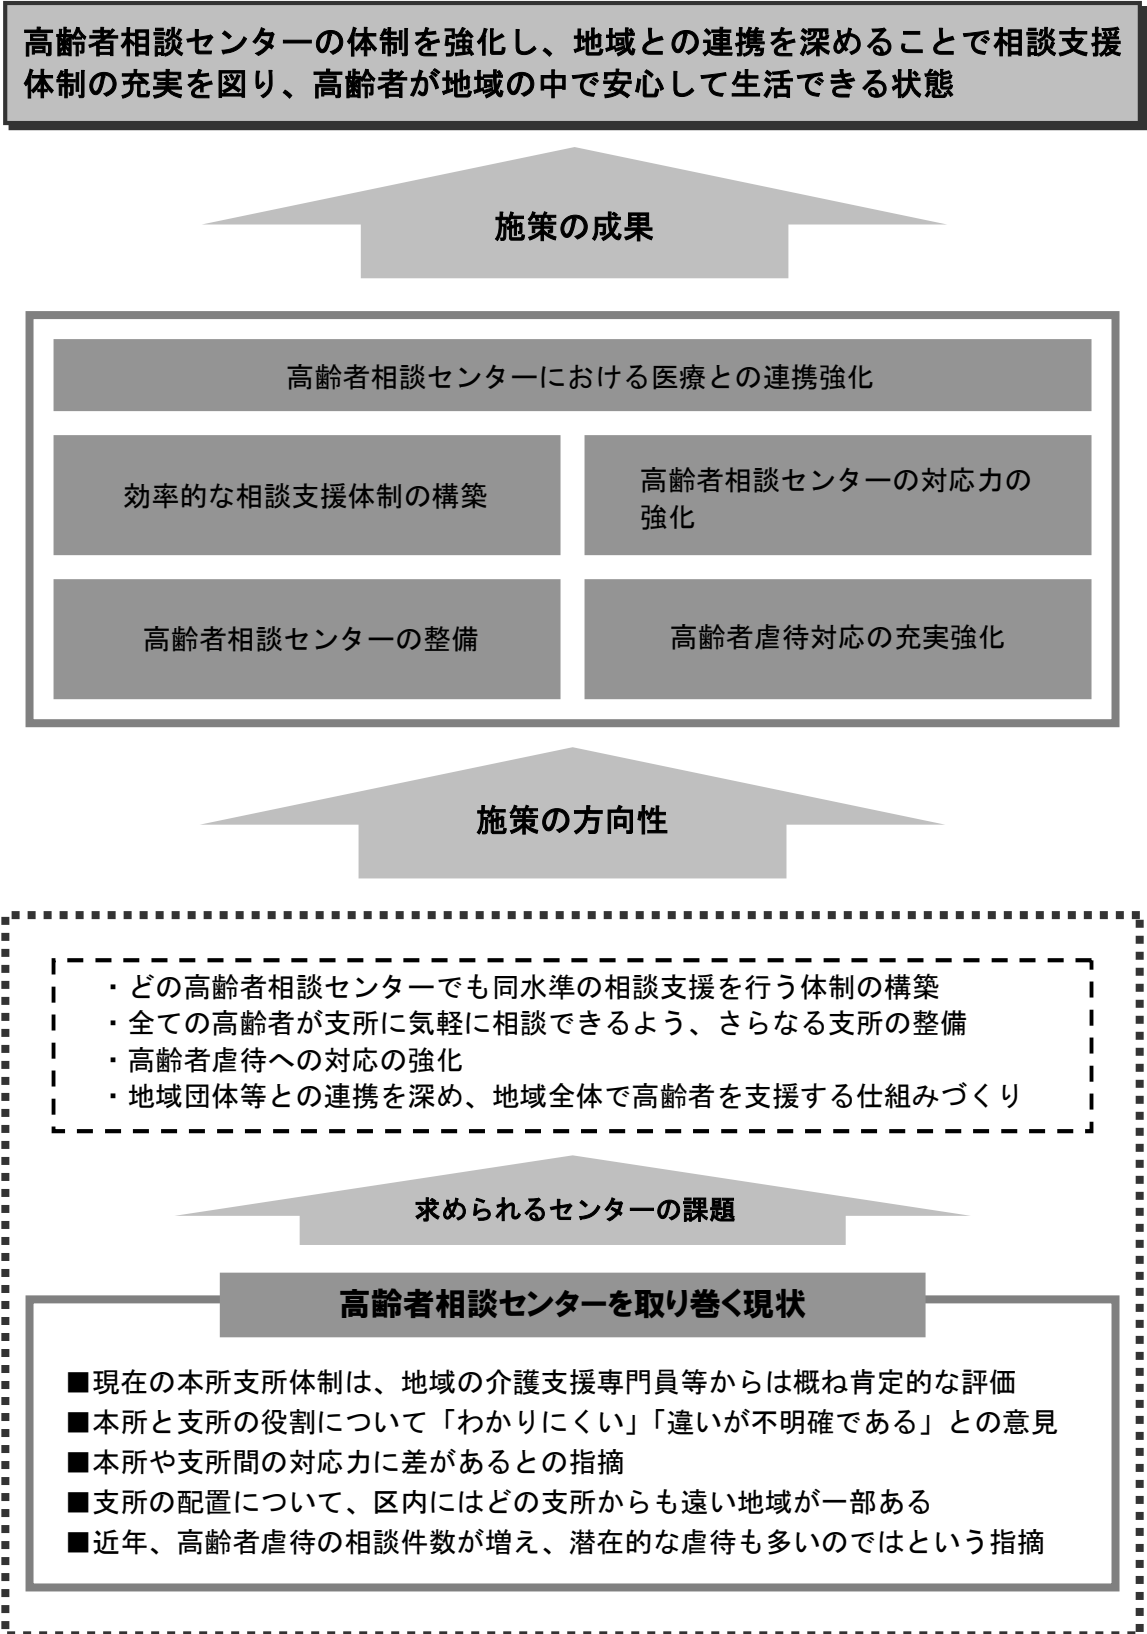 高齢者相談センターの体制を強化し、地域との連携を深めることで相談支援
体制の充実を図り、高齢者が地域の中で安心して生活できる状態
施策の成果
高齢者相談センターにおける医療との連携強化
効率的な相談支援体制の構築
高齢者相談センターの対応力の
強化
高齢者相談センターの整備
高齢者虐待対応の充実強化
施策の方向性
・どの高齢者相談センターでも同水準の相談支援を行う体制の構築
・全ての高齢者が支所に気軽に相談できるよう、さらなる支所の整備
・高齢者虐待への対応の強化
・地域団体等との連携を深め、地域全体で高齢者を支援する仕組みづくり
求められるセンターの課題
高齢者相談センターを取り巻く現状
■現在の本所支所体制は、地域の介護支援専門員等からは概ね肯定的な評価
■本所と支所の役割について「わかりにくい」「違いが不明確である」との意見
■本所や支所間の対応力に差があるとの指摘
■支所の配置について、区内にはどの支所からも遠い地域が一部ある
■近年、高齢者虐待の相談件数が増え、潜在的な虐待も多いのではという指摘